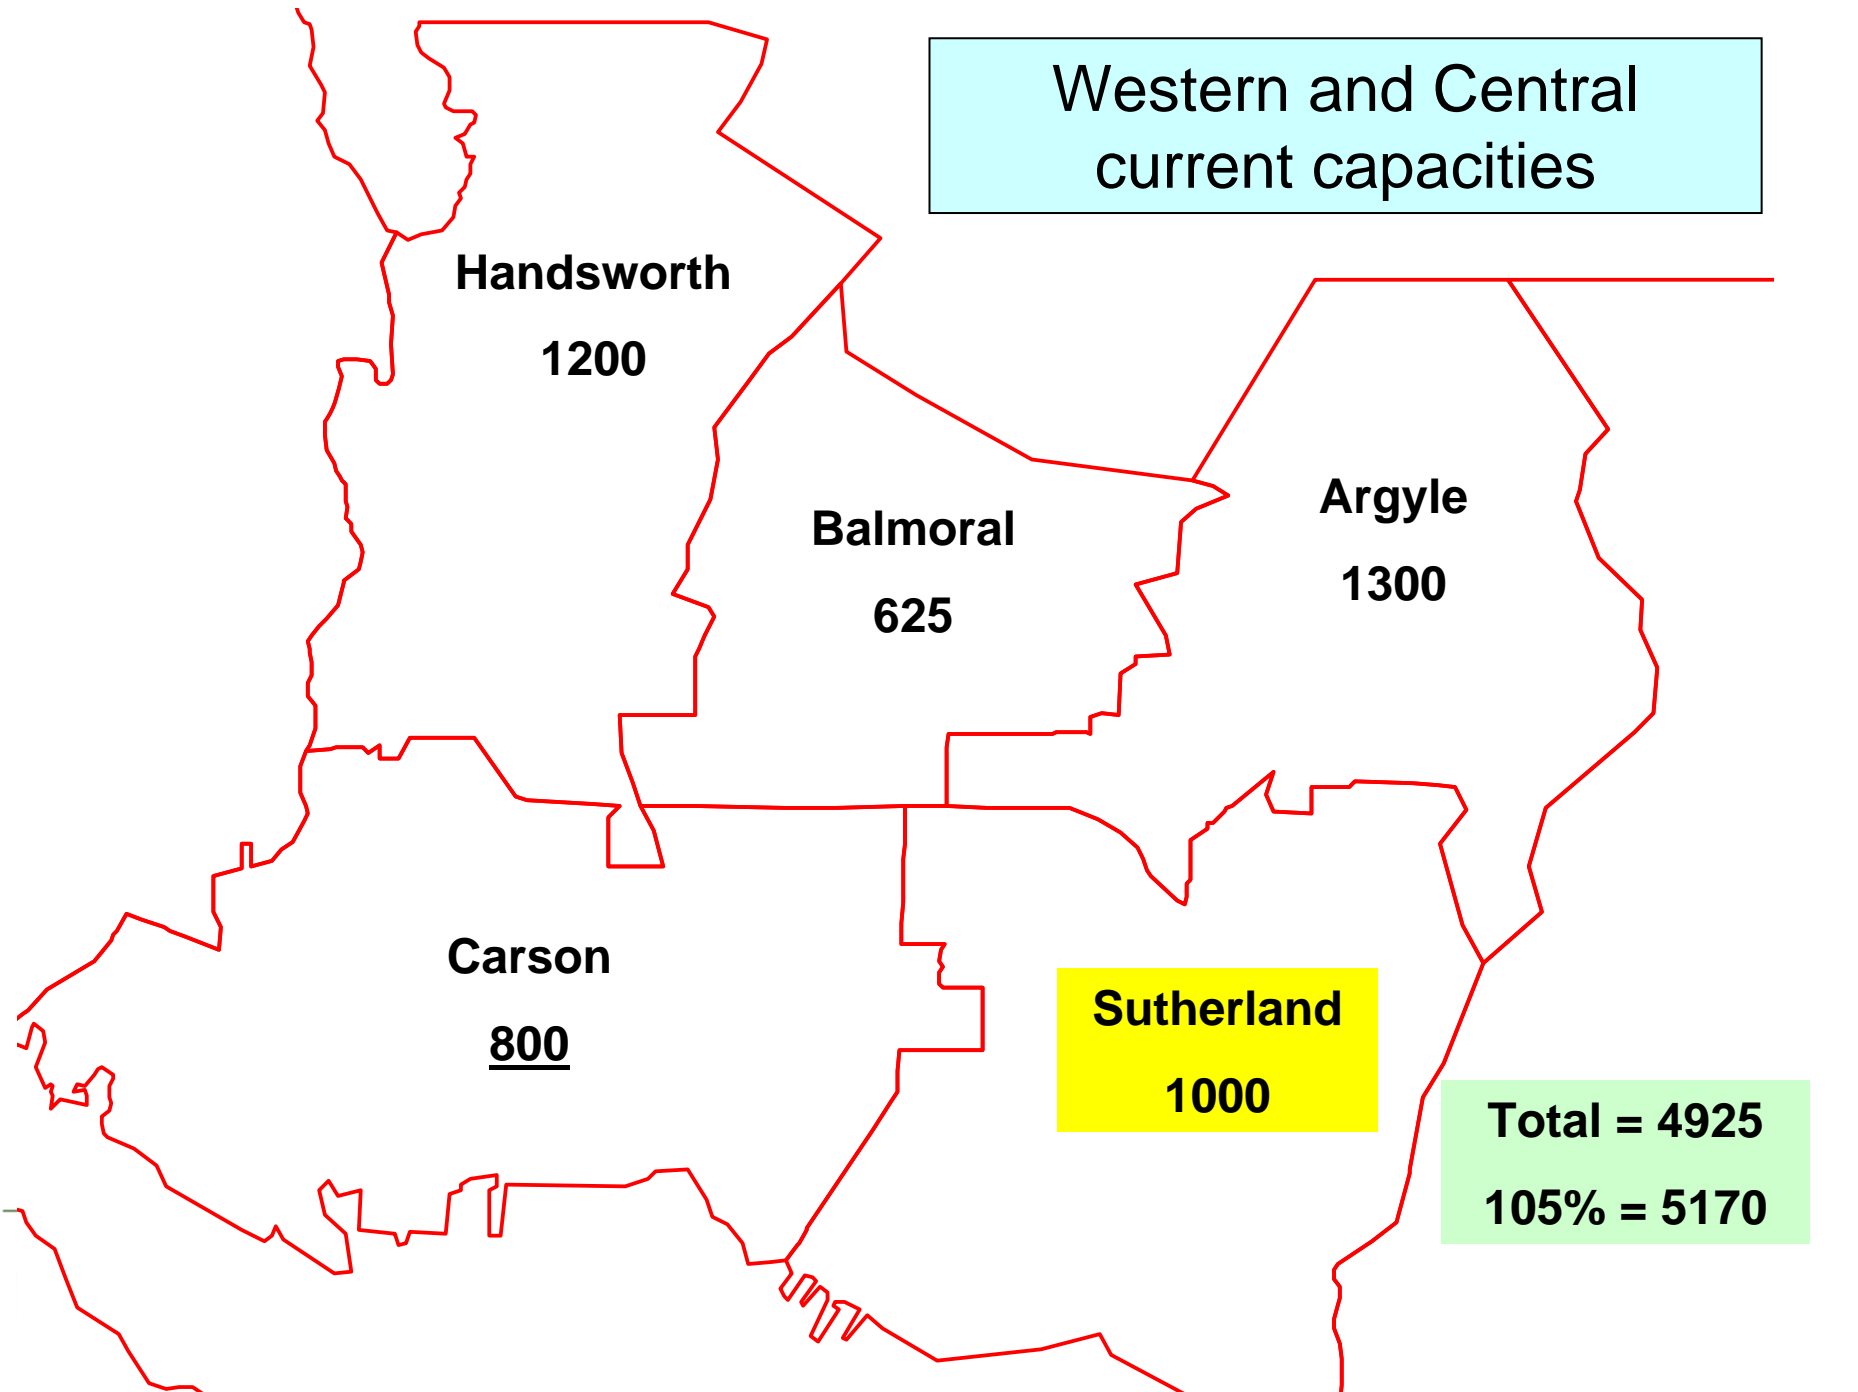 Western and Central
current capacities
Handsworth
1200
Balmoral
625
Argyle
1300
Carson
800
Sutherland
1000
Total = 4925
105% = 5170